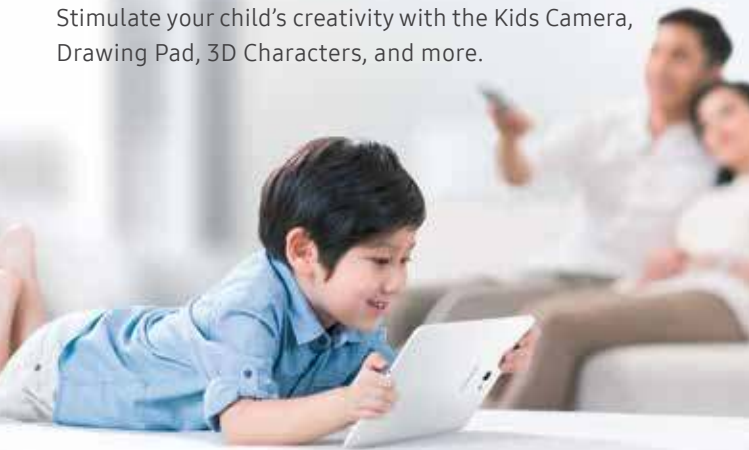 Stimulate your child's creativity with the Kids Camera,
Drawing Pad, 3D Characters, and more.